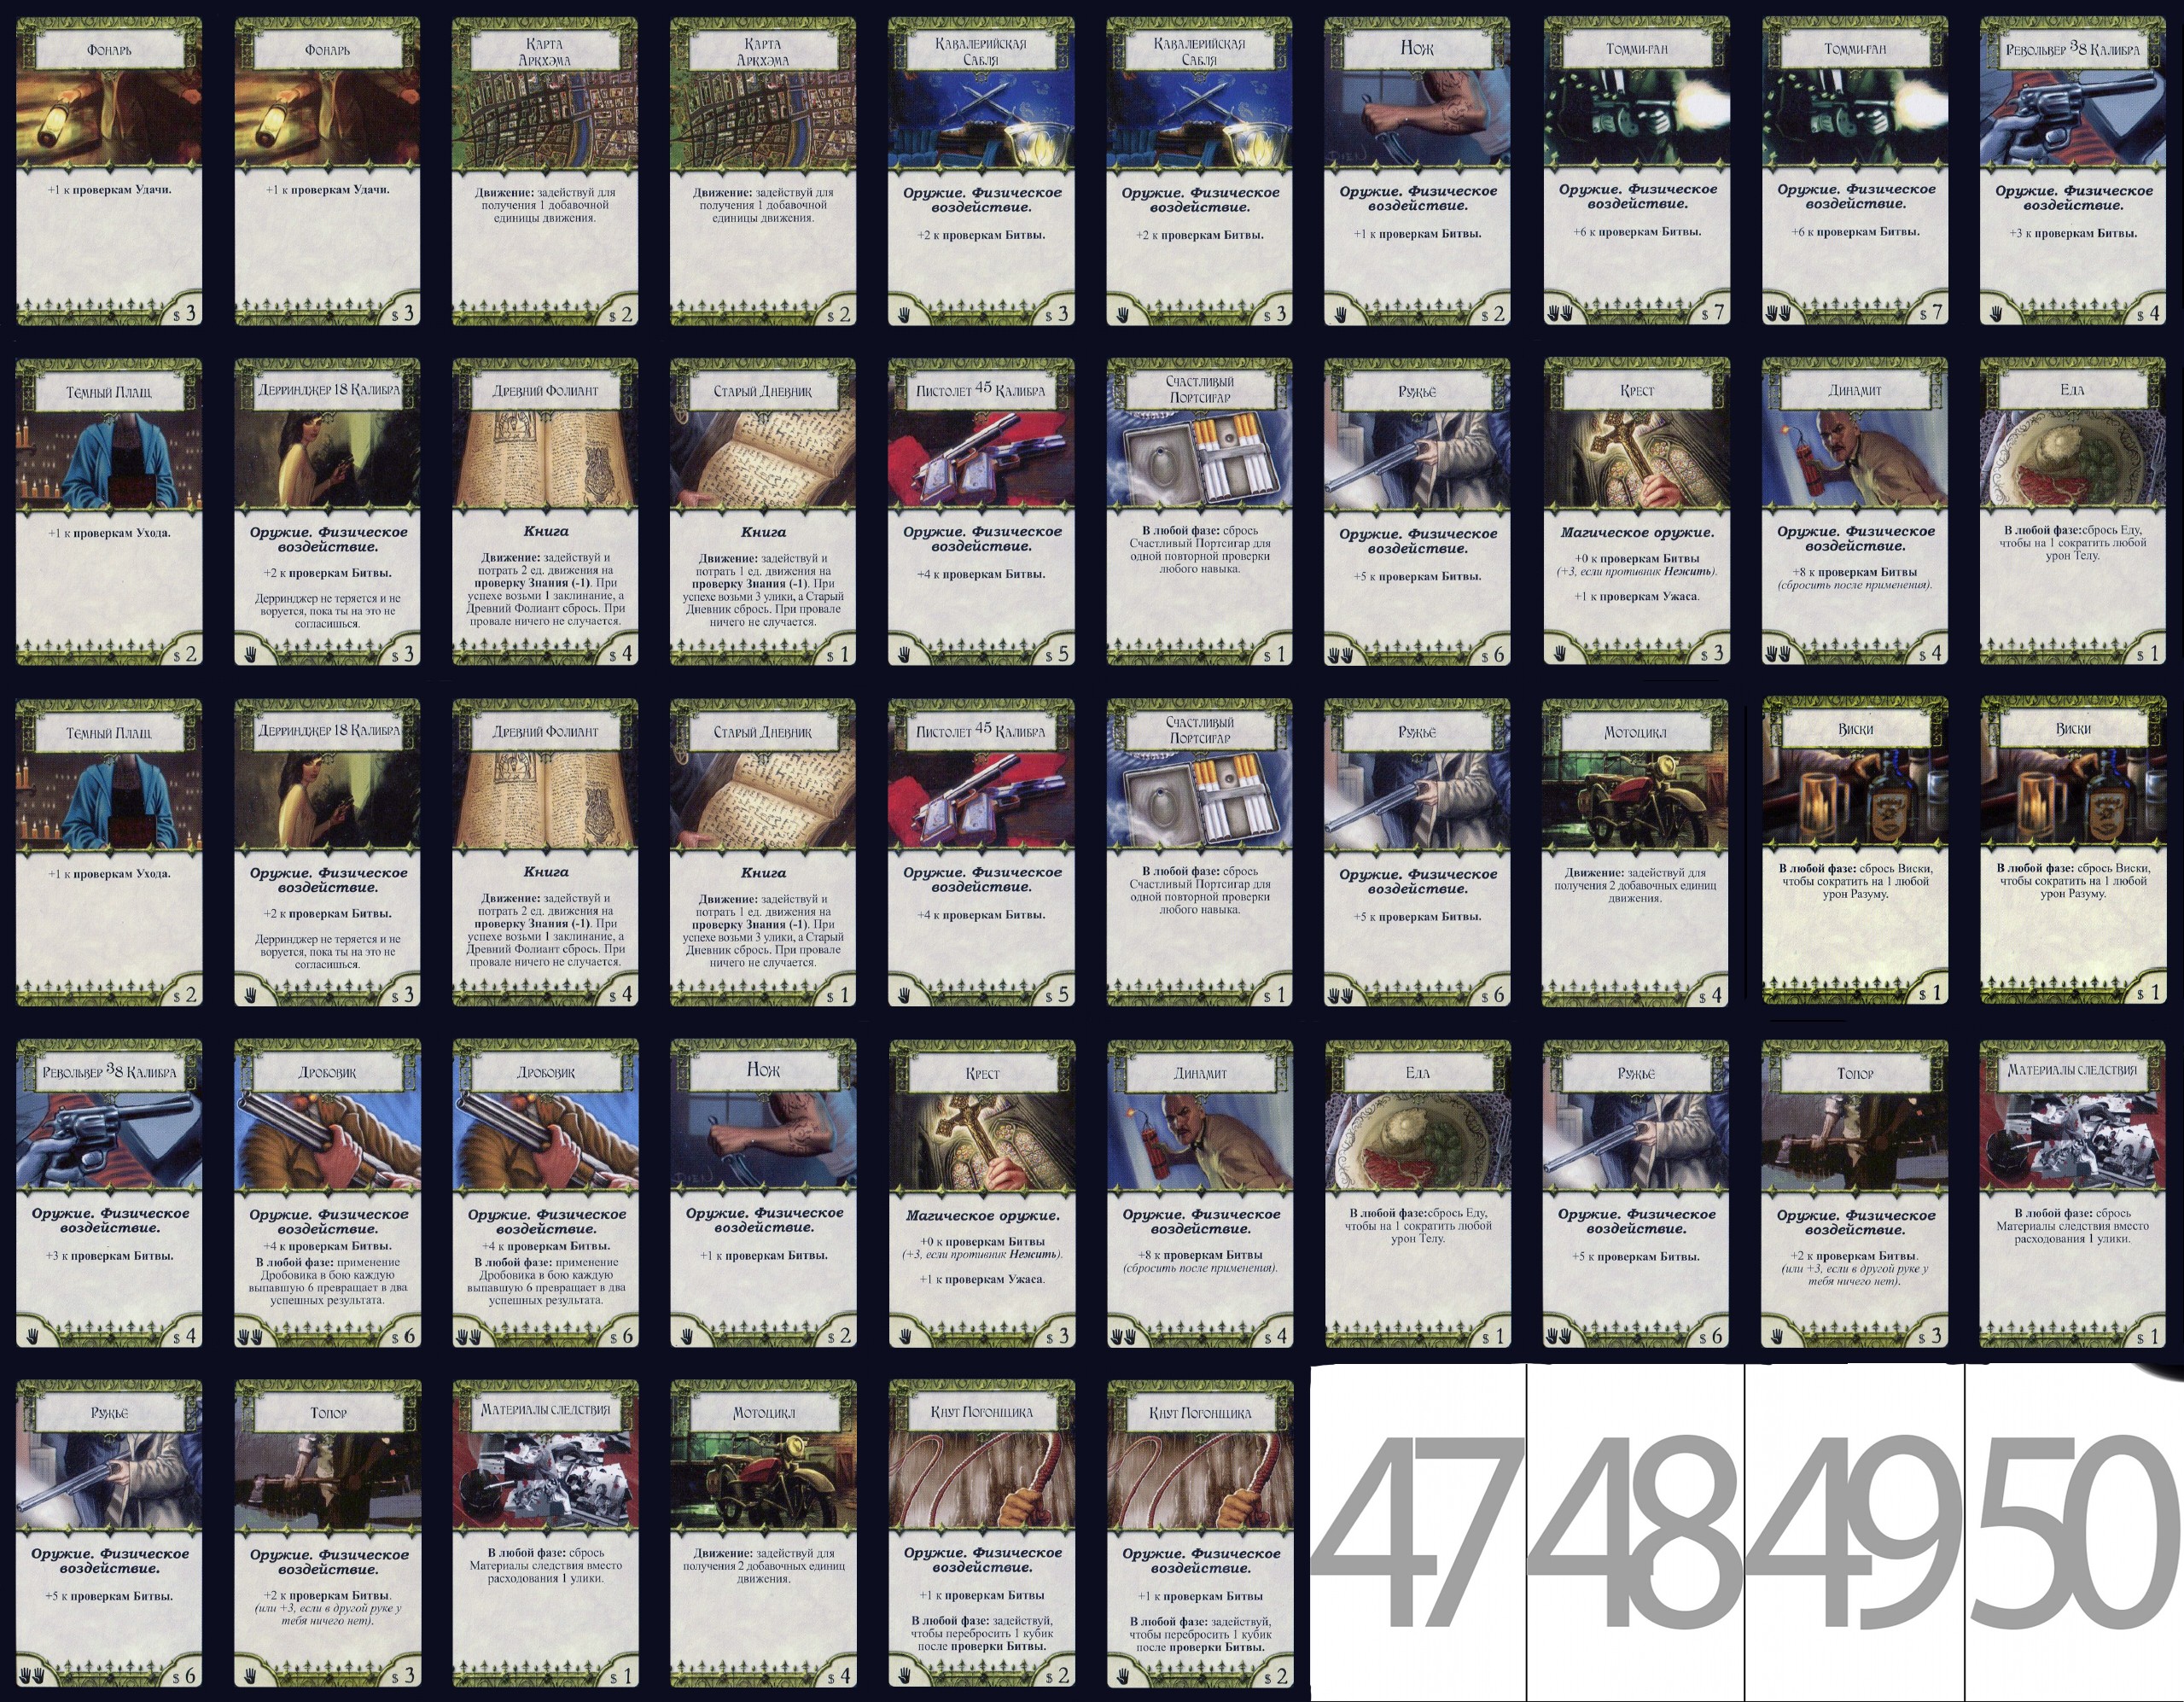 Фонарь
+1 к проверкам Удачи.
$ 3
Фонарь
+1 к проверкам Удачи.
$ 3
Карта
Аркхэма
Движение: задействуй для
получения 1 добавочной
единицы движения.
$ 2
Карта
Аркхэма
Движение: задействуй для
получения 1 добавочной
единицы движения.
$ 2
Кавалерийская
Сабля
Оружие. Физическое
воздействие.
+2 к проверкам Битвы.
$ 3
Кавалерийская
Сабля
Оружие. Физическое
воздействие.
+2 к проверкам Битвы.
$ 3
Нож
Оружие. Физическое
воздействие.
+1 к проверкам Битвы.
$ 2
Томми-ган
Оружие. Физическое
воздействие.
+6 к проверкам Битвы.
$ 7
Томми-ган
Оружие. Физическое
воздействие.
+6 к проверкам Битвы.
$ 7
Револьвер 38 Калибра
Оружие. Физическое
воздействие.
+3 к проверкам Битвы.
$ 4
Темный Плащ
+1 к проверкам Ухода.
$ 2
Дерринджер 18 Калибра
Оружие. Физическое
воздействие.
+2 к проверкам Битвы.
Дерринджер не теряется и не
воруется, пока ты на это не
согласишься.
$ 3
Древний Фолиант
Книга
Движение: задействуй и
потрать 2 ед. движения на
проверку Знания (-1). При
успехе возьми 1 заклинание, а
Древний Фолиант сбрось. При
провале ничего не случается.
$ 4
Старый Дневник
Книга
Движение: задействуй и
потрать 1 ед. движения на
проверку Знания (-1). При
успехе возьми 3 улики, а Старый
Дневник сбрось. При провале
ничего не случается.
$ 1
Пистолет 45 Калибра
Оружие. Физическое
воздействие.
+4 к проверкам Битвы.
$ 5
Счастливый
Портсигар
В любой фазе: сбрось
Счастливый Портсигар для
одной повторной проверки
любого навыка.
$ 1
Ружье
Оружие. Физическое
воздействие.
+5 к проверкам Битвы.
$ 6
Крест
Магическое оружие.
+0 к проверкам Битвы
(+3, если противник Нежить).
+1 к проверкам Ужаса.
$ 3
Динамит
Оружие. Физическое
воздействие.
+8 к проверкам Битвы
(сбросить после применения).
$ 4
Еда
В любой фазе:сбрось Еду,
чтобы на 1 сократить любой
урон Телу.
$ 1
Темный Плащ
+1 к проверкам Ухода.
$ 2
Дерринджер 18 Калибра
Оружие. Физическое
воздействие.
+2 к проверкам Битвы.
Дерринджер не теряется и не
воруется, пока ты на это не
согласишься.
$ 3
Древний Фолиант
Книга
Движение: задействуй и
потрать 2 ед. движения на
проверку Знания (-1). При
успехе возьми 1 заклинание, а
Древний Фолиант сбрось. При
провале ничего не случается.
$ 4
Старый Дневник
Книга
Движение: задействуй и
потрать 1 ед. движения на
проверку Знания (-1). При
успехе возьми 3 улики, а Старый
Дневник сбрось. При провале
ничего не случается.
$ 1
Пистолет 45 Калибра
Оружие. Физическое
воздействие.
+4 к проверкам Битвы.
$ 5
Счастливый
Портсигар
В любой фазе: сбрось
Счастливый Портсигар для
одной повторной проверки
любого навыка.
$ 1
Ружье
Оружие. Физическое
воздействие.
+5 к проверкам Битвы.
$ 6
Мотоцикл
Движение: задействуй для
получения 2 добавочных единиц
движения.
$ 4
Виски
В любой фазе: сбрось Виски,
чтобы сократить на 1 любой
урон Разуму.
$ 1
Виски
В любой фазе: сбрось Виски,
чтобы сократить на 1 любой
урон Разуму.
$ 1
Револьвер 38 Калибра
Оружие. Физическое
воздействие.
+3 к проверкам Битвы.
$ 4
Дробовик
Оружие. Физическое
воздействие.
+4 к проверкам Битвы.
В любой фазе: применение
Дробовика в бою каждую
выпавшую 6 превращает в два
успешных результата.
$ 6
Дробовик
Оружие. Физическое
воздействие.
+4 к проверкам Битвы.
В любой фазе: применение
Дробовика в бою каждую
выпавшую 6 превращает в два
успешных результата.
$ 6
Нож
Оружие. Физическое
воздействие.
+1 к проверкам Битвы.
$ 2
Крест
Магическое оружие.
+0 к проверкам Битвы
(+3, если противник Нежить).
+1 к проверкам Ужаса.
$ 3
Динамит
Оружие. Физическое
воздействие.
+8 к проверкам Битвы
(сбросить после применения).
$ 4
Еда
В любой фазе:сбрось Еду,
чтобы на 1 сократить любой
урон Телу.
$ 1
Ружье
Оружие. Физическое
воздействие.
+5 к проверкам Битвы.
$ 6
Топор
Оружие. Физическое
воздействие.
+2 к проверкам Битвы.
(или +3, если в другой руке у
тебя ничего нет).
$ 3
Материалы следствия
В любой фазе: сбрось
Материалы следствия вместо
расходования 1 улики.
$ 1
Ружье
Оружие. Физическое
воздействие.
+5 к проверкам Битвы.
$ 6
Топор
Оружие. Физическое
воздействие.
+2 к проверкам Битвы.
(или +3, если в другой руке у
тебя ничего нет).
$ 3
Материалы следствия
В любой фазе: сбрось
Материалы следствия вместо
расходования 1 улики.
$ 1
Мотоцикл
Движение: задействуй для
получения 2 добавочных единиц
движения.
$ 4
Кнут Погонщика
Оружие. Физическое
воздействие.
+1 к проверкам Битвы
В любой фазе: задействуй,
чтобы перебросить 1 кубик
после проверки Битвы.
$ 2
Кнут Погонщика
Оружие. Физическое
воздействие.
+1 к проверкам Битвы
В любой фазе: задействуй,
чтобы перебросить 1 кубик
после проверки Битвы.
$ 2
47
48
49
50